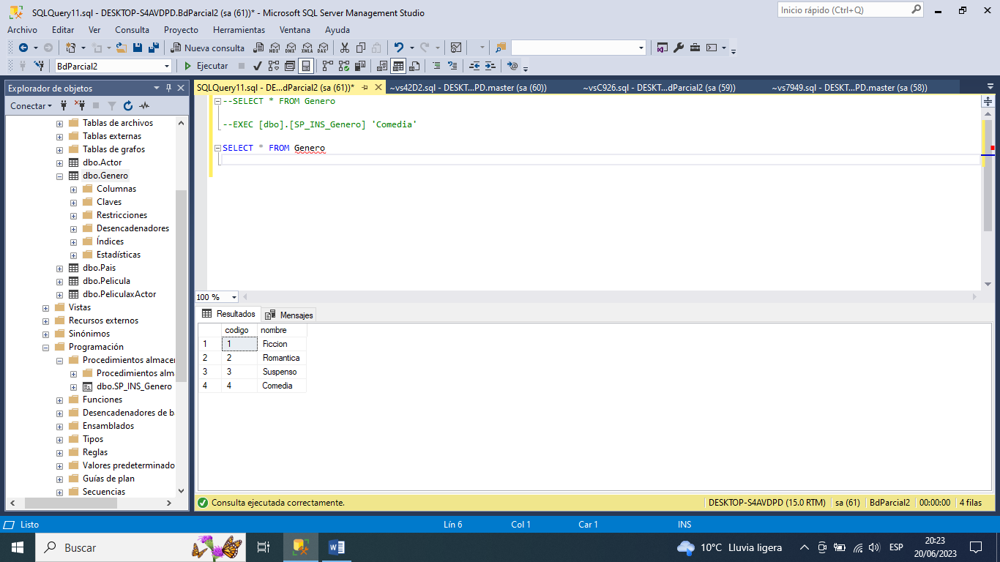 SQLQuery11.sql - DESKTOP-S4AVDPD.BdParcial2 (sa (61))* - Microsoft SQL Server Management Studio
Inicio rápido (Ctrl+Q)
Archivo Editar Ver Consulta Proyecto Herramientas Ventana Ayuda
Nueva consulta MDX DMX XMLA DAX
BdParcial2 Ejecutar
Explorador de objetos
SQLQuery11.sql - DE...dParcial2 (sa (61))* ~vs42D2.sql - DESKT...PD.master (sa (60)) ~vsC926.sql - DESKT...dParcial2 (sa (59)) ~vs7949.sql - DESKT...PD.master (sa (58))
Conectar
Tablas de archivos
Tablas externas
Tablas de grafos
dbo.Actor
dbo.Genero
Columnas
Claves
Restricciones
Desencadenadores
Índices
Estadísticas
dbo.Pais
dbo.Pelicula
dbo.PeliculaxActor
Vistas
Recursos externos
Sinónimos
Programación
Procedimientos almacen
Procedimientos alm
dbo.SP_INS_Genero
Funciones
Desencadenadores de b
Ensamblados
Tipos
Reglas
Valores predeterminado
Guías de plan
Secuencias
--SELECT * FROM Genero
--EXEC [dbo].[SP_INS_Genero] 'Comedia'
SELECT * FROM Genero
100 %
Resultados Mensajes
codigo nombre
1 1 Ficcion
2 2 Romantica
3 3 Suspenso
4 4 Comedia
Consulta ejecutada correctamente. DESKTOP-S4AVDPD (15.0 RTM) sa (61) BdParcial2 00:00:00 4 filas
Listo Lín 6 Col 1 Car 1 INS
Buscar 10°C Lluvia ligera ESP 20:23
20/06/2023